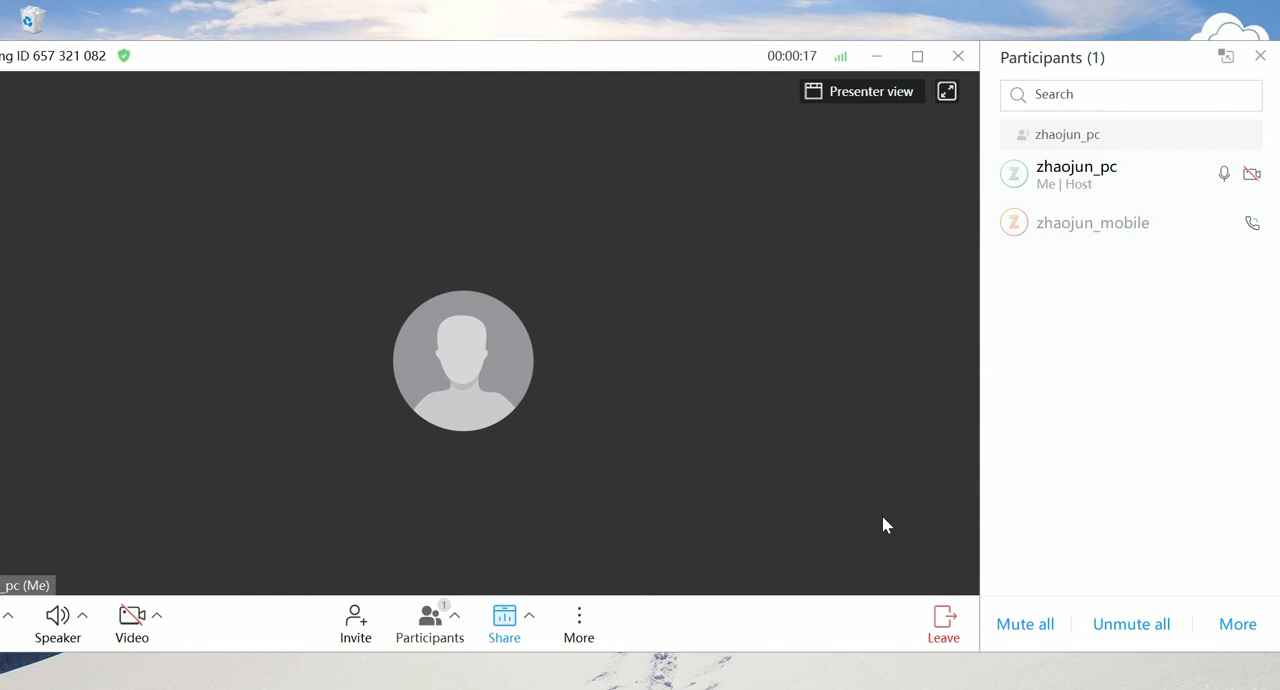 ng ID 657 321 082
00:00:17
Presenter view
_pc (Me)
Speaker
Video
Invite
1
Participants
Share
More
Leave
Participants (1)
Search
zhaojun_pc
Z
zhaojun_pc
Me | Host
Z
zhaojun_mobile
Mute all
Unmute all
More